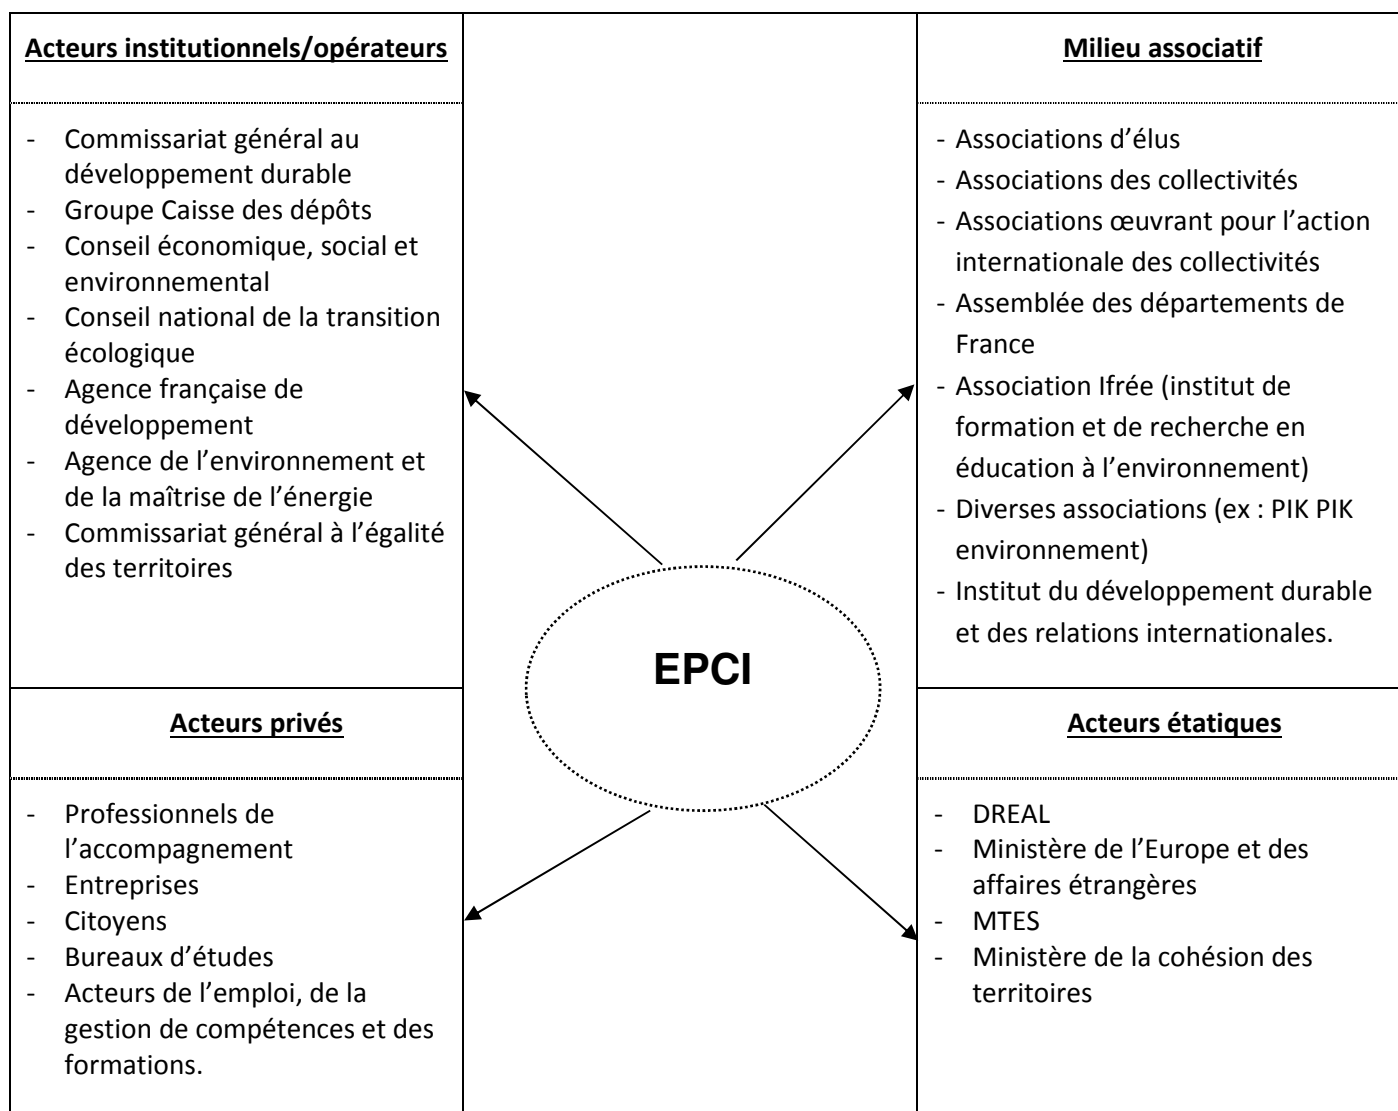 Acteurs institutionnels/opérateurs
- Commissariat général au
développement durable
- Groupe Caisse des dépôts
- Conseil économique, social et
environnemental
- Conseil national de la transition
écologique
- Agence française de
développement
- Agence de l’environnement et
de la maîtrise de l’énergie
- Commissariat général à l’égalité
des territoires
Milieu associatif
- Associations d’élus
- Associations des collectivités
- Associations œuvrant pour l’action
internationale des collectivités
- Assemblée des départements de
France
- Association Ifrée (institut de
formation et de recherche en
éducation à l’environnement)
- Diverses associations (ex : PIK PIK
environnement)
- Institut du développement durable
et des relations internationales.
EPCI
Acteurs privés
- Professionnels de
l’accompagnement
- Entreprises
- Citoyens
- Bureaux d’études
- Acteurs de l’emploi, de la
gestion de compétences et des
formations.
Acteurs étatiques
- DREAL
- Ministère de l’Europe et des
affaires étrangères
- MTES
- Ministère de la cohésion des
territoires